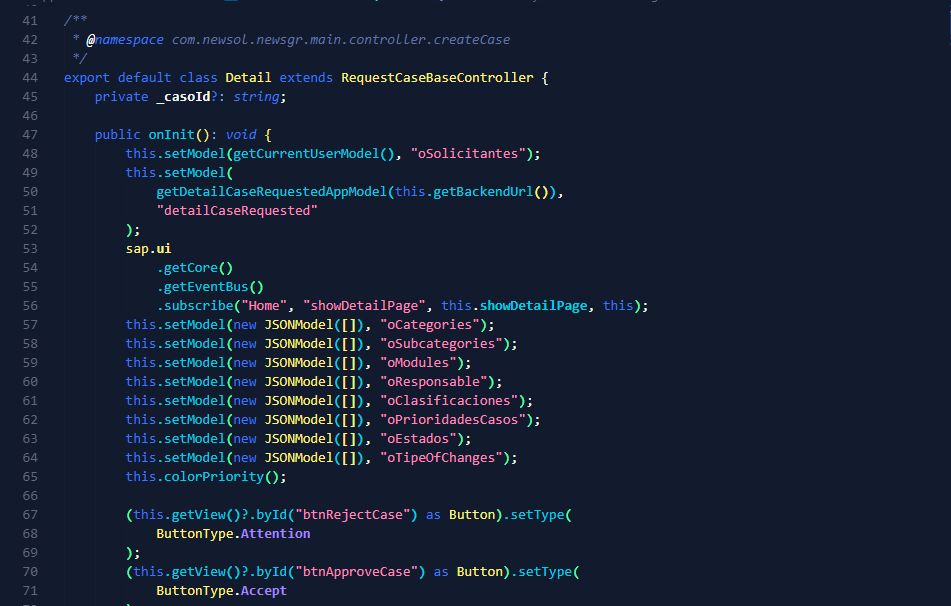 41 /**
42  * @namespace com.newsol.newsgr.main.controller.createCase
43  */
44 export default class Detail extends RequestCaseBaseController {
45     private _casoId?: string;
46
47     public onInit(): void {
48         this.setModel(getCurrentUserModel(), "oSolicitantes");
49         this.setModel(
50             getDetailCaseRequestedAppModel(this.getBackendUrl()),
51             "detailCaseRequested"
52         );
53         sap.ui
54             .getCore()
55             .getEventBus()
56             .subscribe("Home", "showDetailPage", this.showDetailPage, this);
57         this.setModel(new JSONModel([]), "oCategories");
58         this.setModel(new JSONModel([]), "oSubcategories");
59         this.setModel(new JSONModel([]), "oModules");
60         this.setModel(new JSONModel([]), "oResponsable");
61         this.setModel(new JSONModel([]), "oClasificaciones");
62         this.setModel(new JSONModel([]), "oPrioridadesCasos");
63         this.setModel(new JSONModel([]), "oEstados");
64         this.setModel(new JSONModel([]), "oTipeOfChanges");
65         this.colorPriority();
66
67         (this.getView()?.byId("btnRejectCase") as Button).setType(
68             ButtonType.Attention
69         );
70         (this.getView()?.byId("btnApproveCase") as Button).setType(
71             ButtonType.Accept